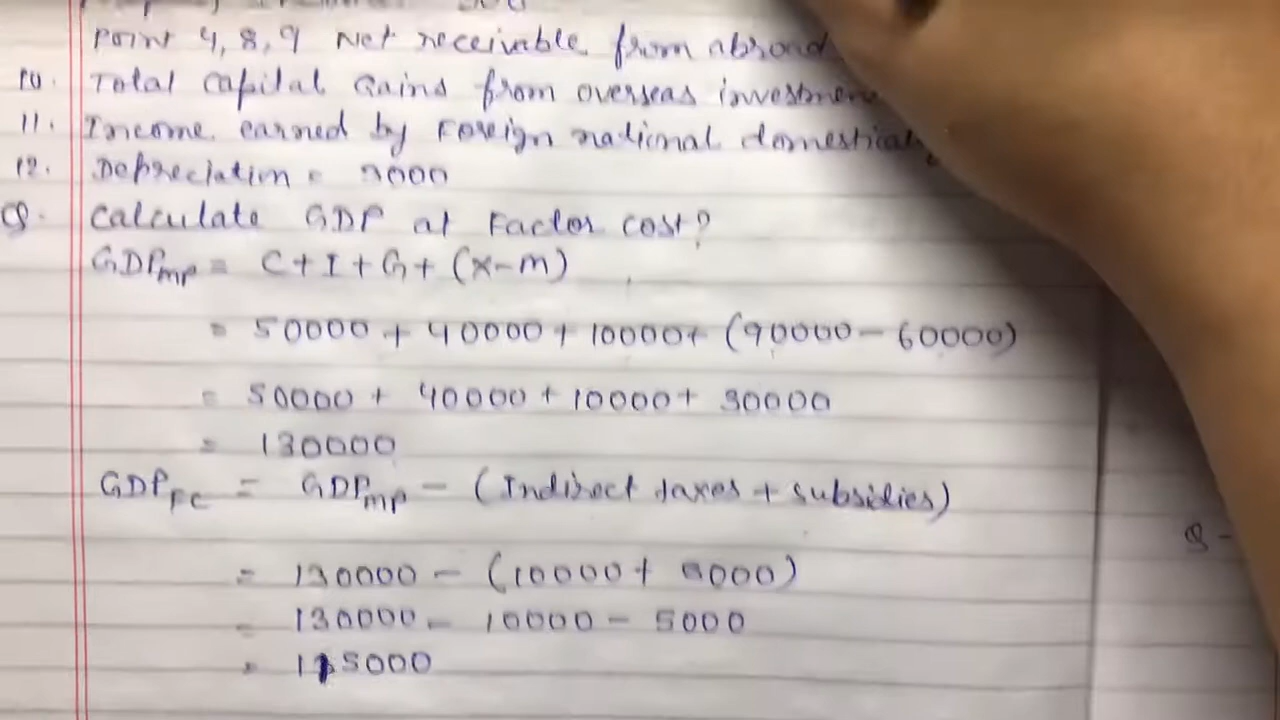 Point 4, 8, 9 Net receivable from abroad
10. Total capital Gains from overseas
11. Income earned by Foreign national
12. Depreciation = 3000
Q. Calculate GDP at Factor cost?
GDPMP = C+I+G+ (X-M)
= 50000 + 40000 + 10000+ (90000 - 60000)
= 50000 + 40000 + 10000 + 30000
= 130000
GDPFC = GDPMP - (Indirect taxes + subsidies)
= 130000 - (10000 + 5000)
= 130000 - 10000 - 5000
= 115000
Q-